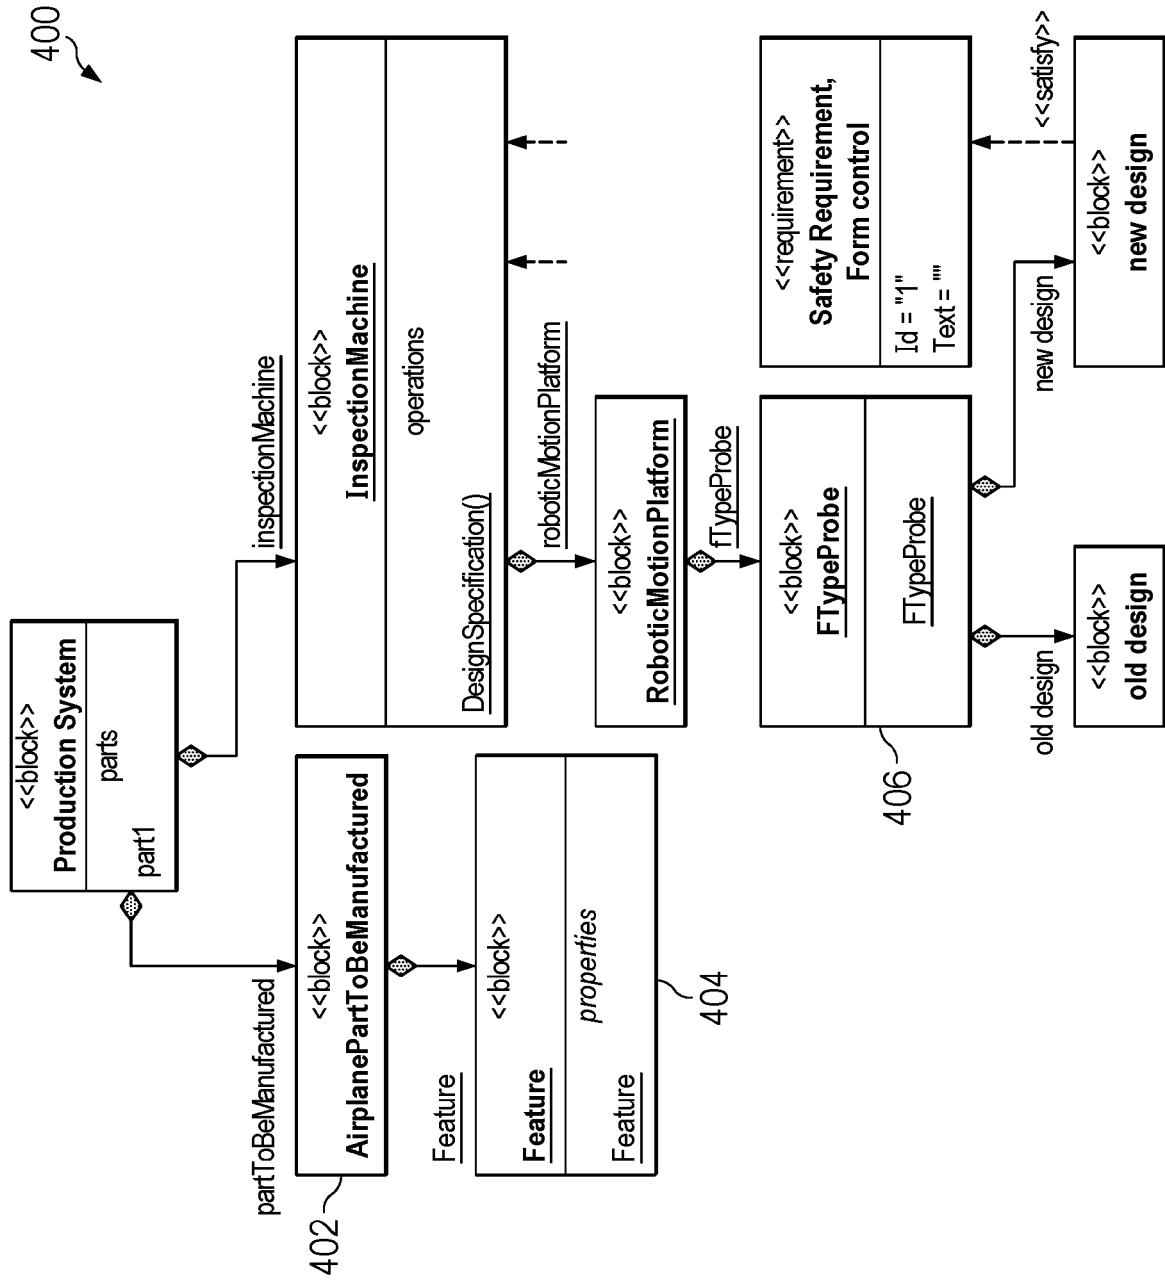 400
<<block>>
Production System
parts
part1
partToBeManufactured
inspectionMachine
402
<<block>>
AirplanePartToBeManufactured
<<block>>
InspectionMachine
operations
DesignSpecification()
Feature
<<block>>
Feature
properties
Feature
404
roboticMotionPlatform
<<block>>
RoboticMotionPlatform
fTypeProbe
<<block>>
FTypeProbe
FTypeProbe
406
<<requirement>>
Safety Requirement,
Form control
Id = "1"
Text = ""
old design
new design
<<satisfy>>
<<block>>
old design
<<block>>
new design